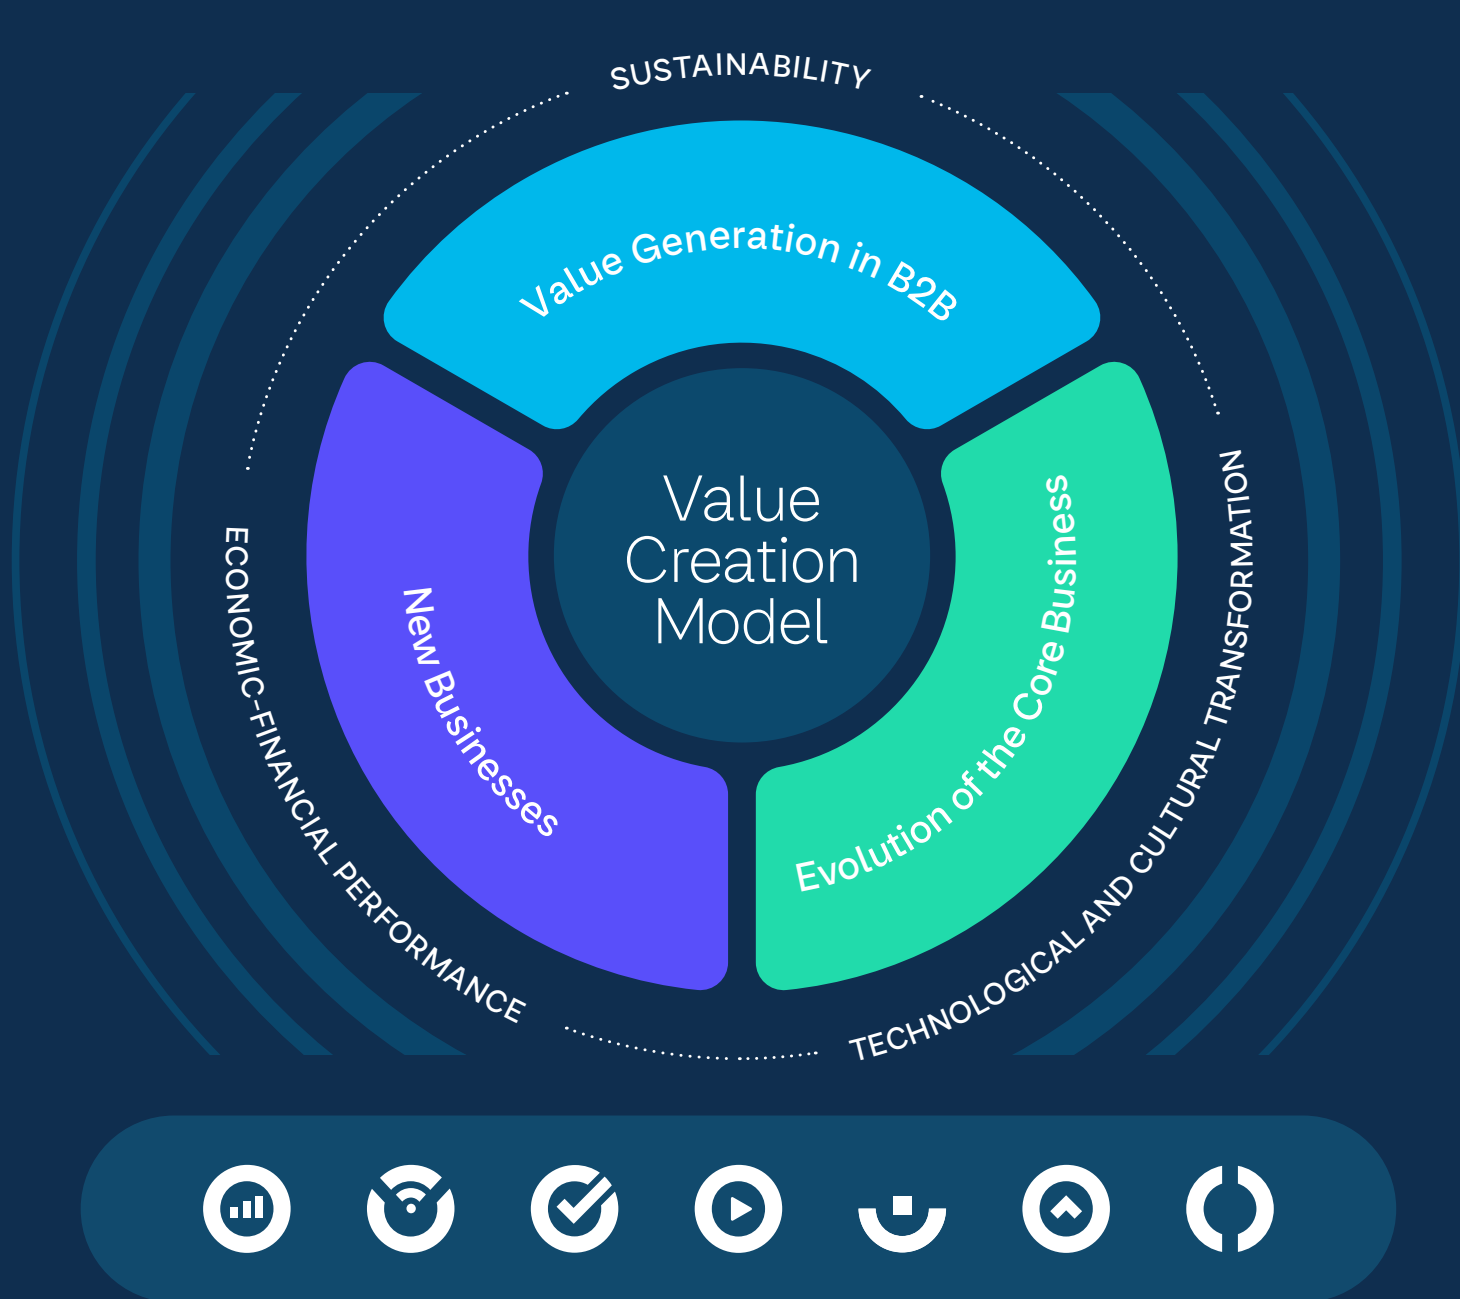 SUSTAINABILITY
Value Generation in B2B
Value
Creation
Model
New Businesses
Evolution of the Core Business
ECONOMIC-FINANCIAL PERFORMANCE
TECHNOLOGICAL AND CULTURAL TRANSFORMATION